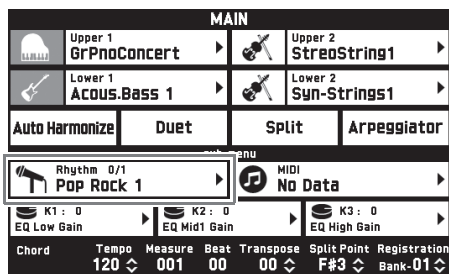 MAIN
Upper 1
GrPnoConcert
Upper 2
StreoString1
Lower 1
Acous.Bass 1
Lower 2
Syn-Strings1
Auto Harmonize Duet Split Arpeggiator
menu
Rhythm 0/1
Pop Rock 1
MIDI
No Data
K1 : 0
EQ Low Gain
K2 : 0
EQ Mid1 Gain
K3 : 0
EQ High Gain
Chord Tempo Measure Beat Transpose Split Point Registration
120 001 00 00 F#3 Bank-01